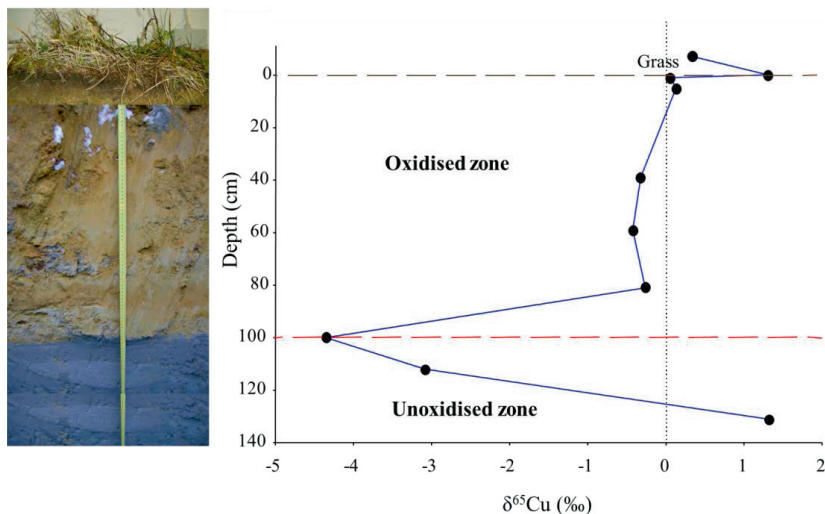 Grass
0
20
Oxidised zone
40
60
80
100
120
Unoxidised zone
140
Depth (cm)
-5 -4 -3 -2 -1 0 1 2
δ⁶⁵Cu (‰)